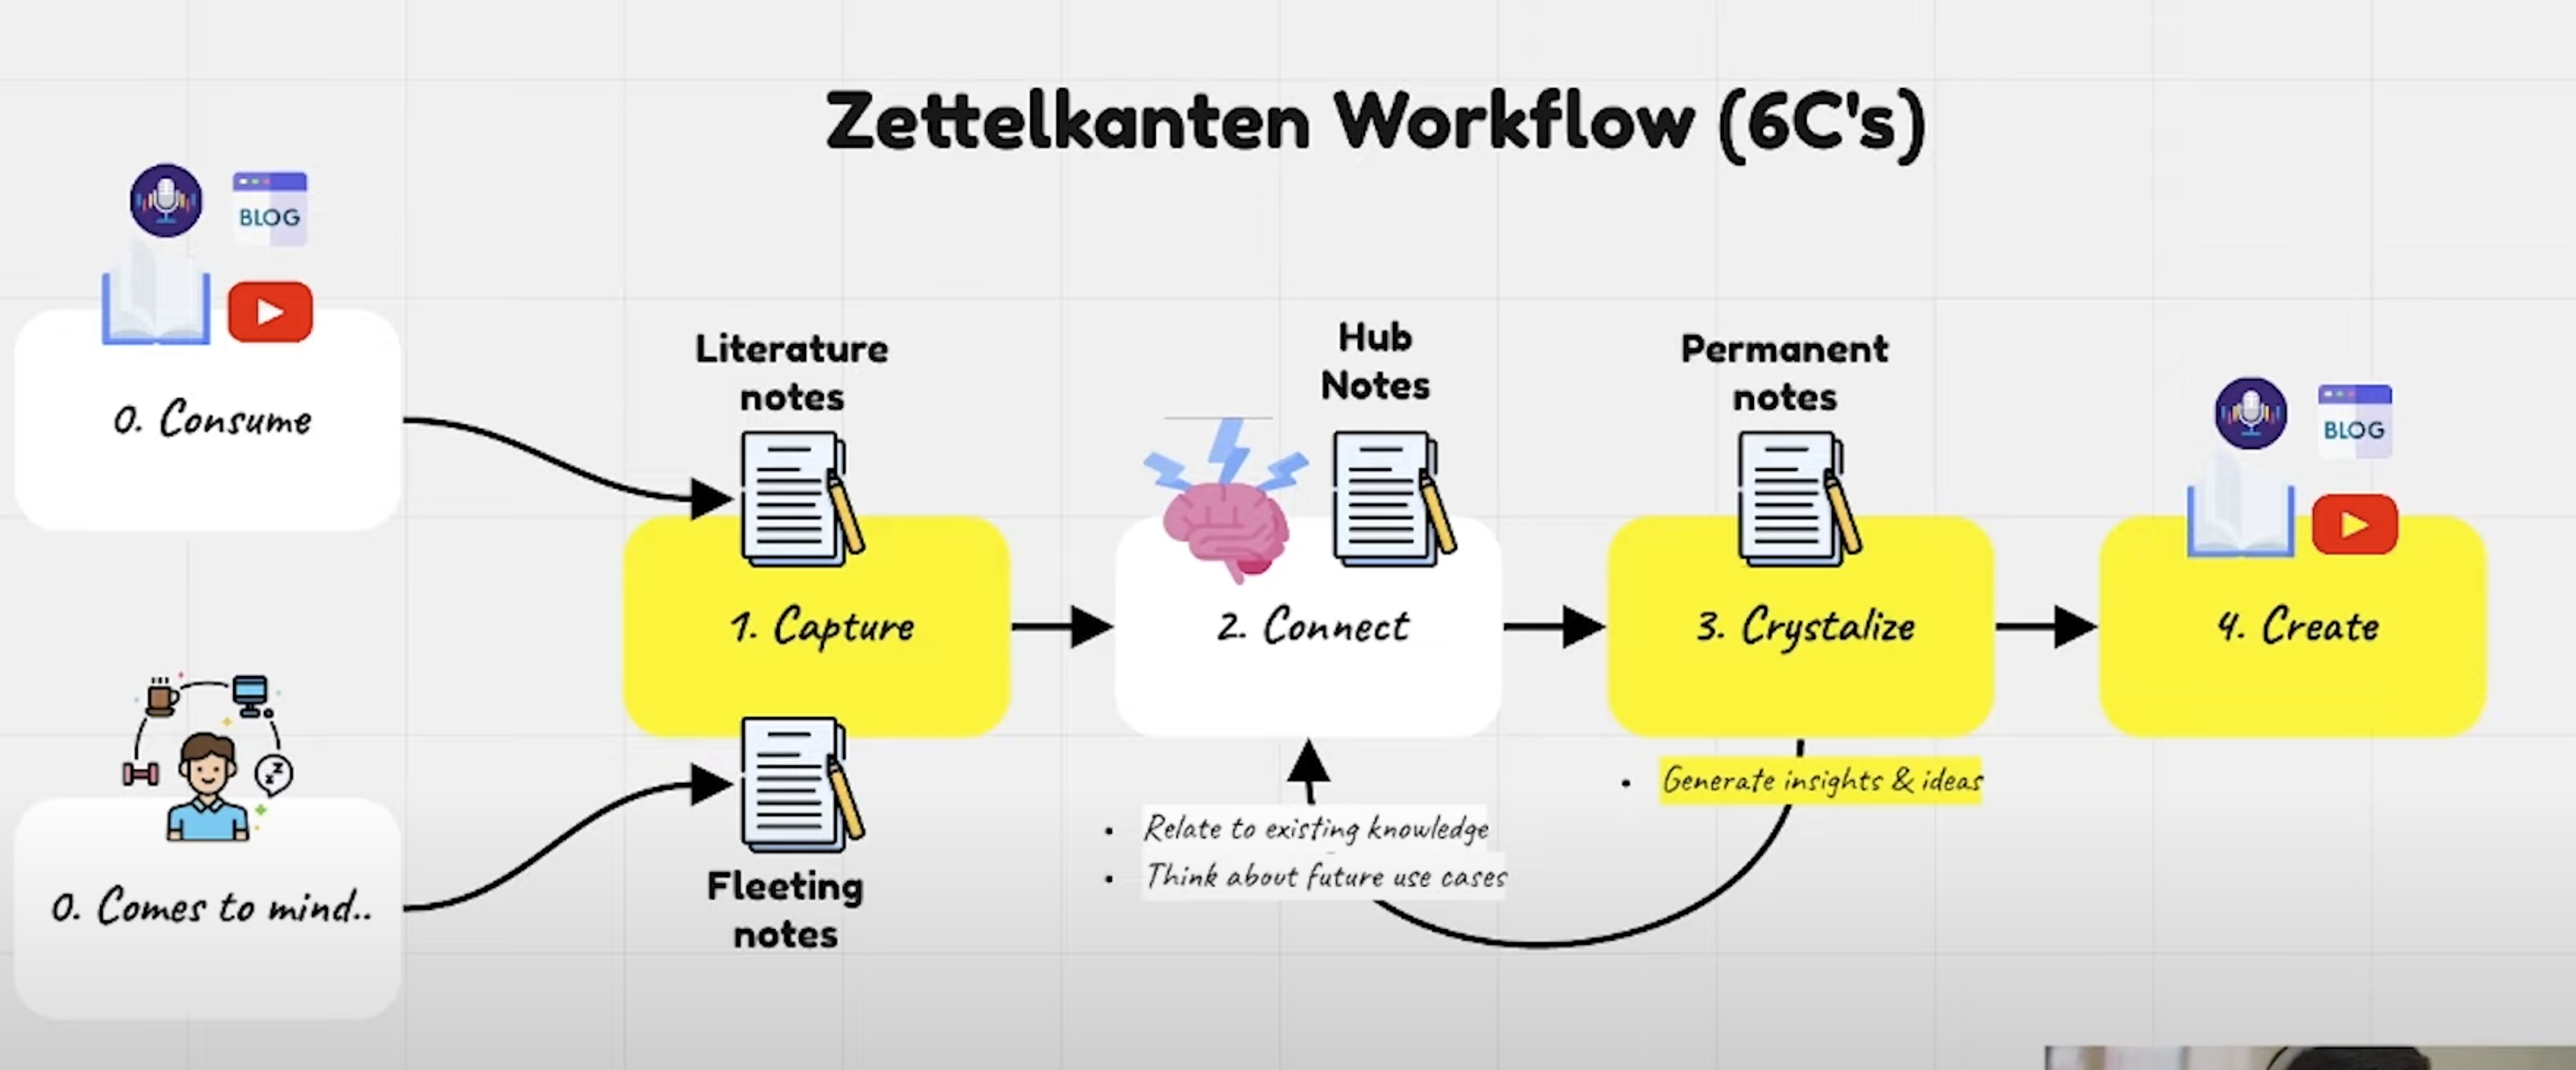 Zettelkanten Workflow (6C's)
BLOG
0. Consume
Literature
notes
Hub
Notes
Permanent
notes
BLOG
1. Capture
2. Connect
3. Crystalize
4. Create
0. Comes to mind..
Fleeting
notes
• Relate to existing knowledge
• Think about future use cases
• Generate insights & ideas
zz